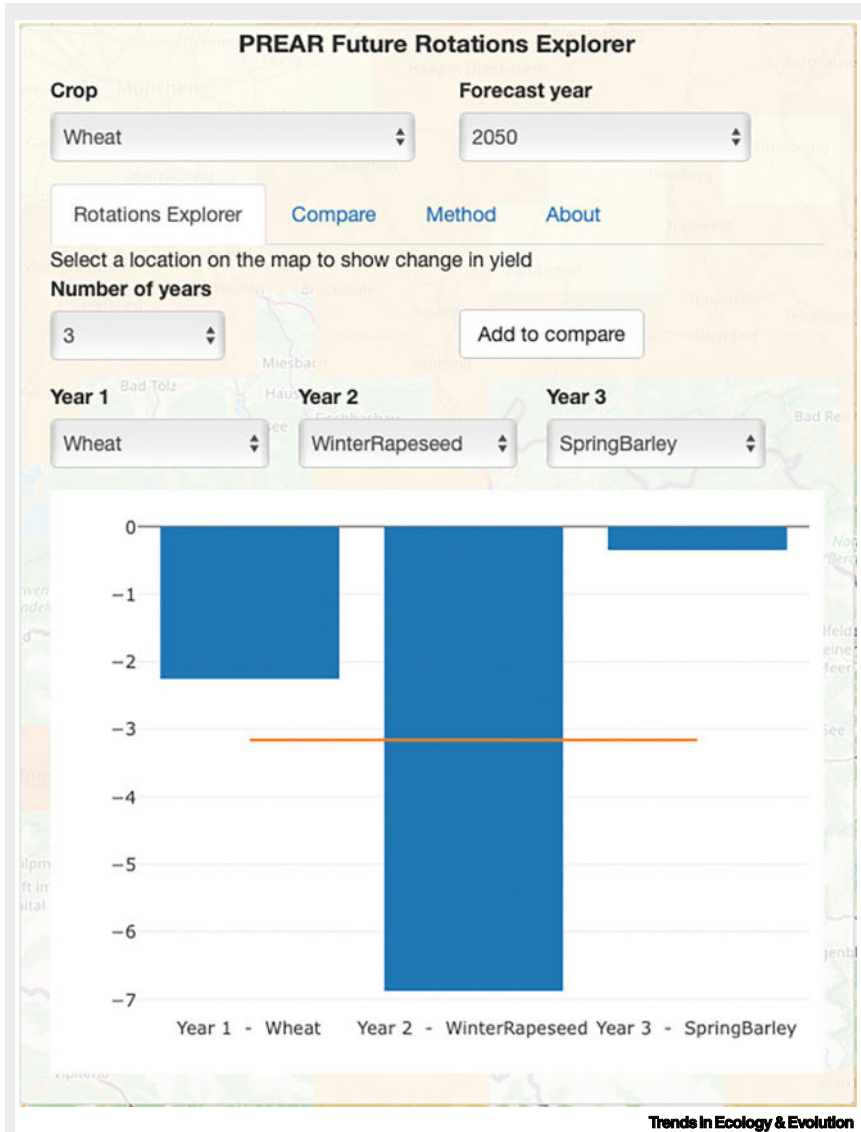 PREAR Future Rotations Explorer
Crop Forecast year
Wheat 2050
Rotations Explorer Compare Method About
Select a location on the map to show change in yield
Number of years
3 Add to compare
Miesbach
Bad Tölz
Year 1 Year 2 Year 3
Wheat WinterRapeseed SpringBarley
0
−1
−2
−3
−4
−5
−6
−7
Year 1 - Wheat Year 2 - WinterRapeseed Year 3 - SpringBarley
Trends in Ecology & Evolution